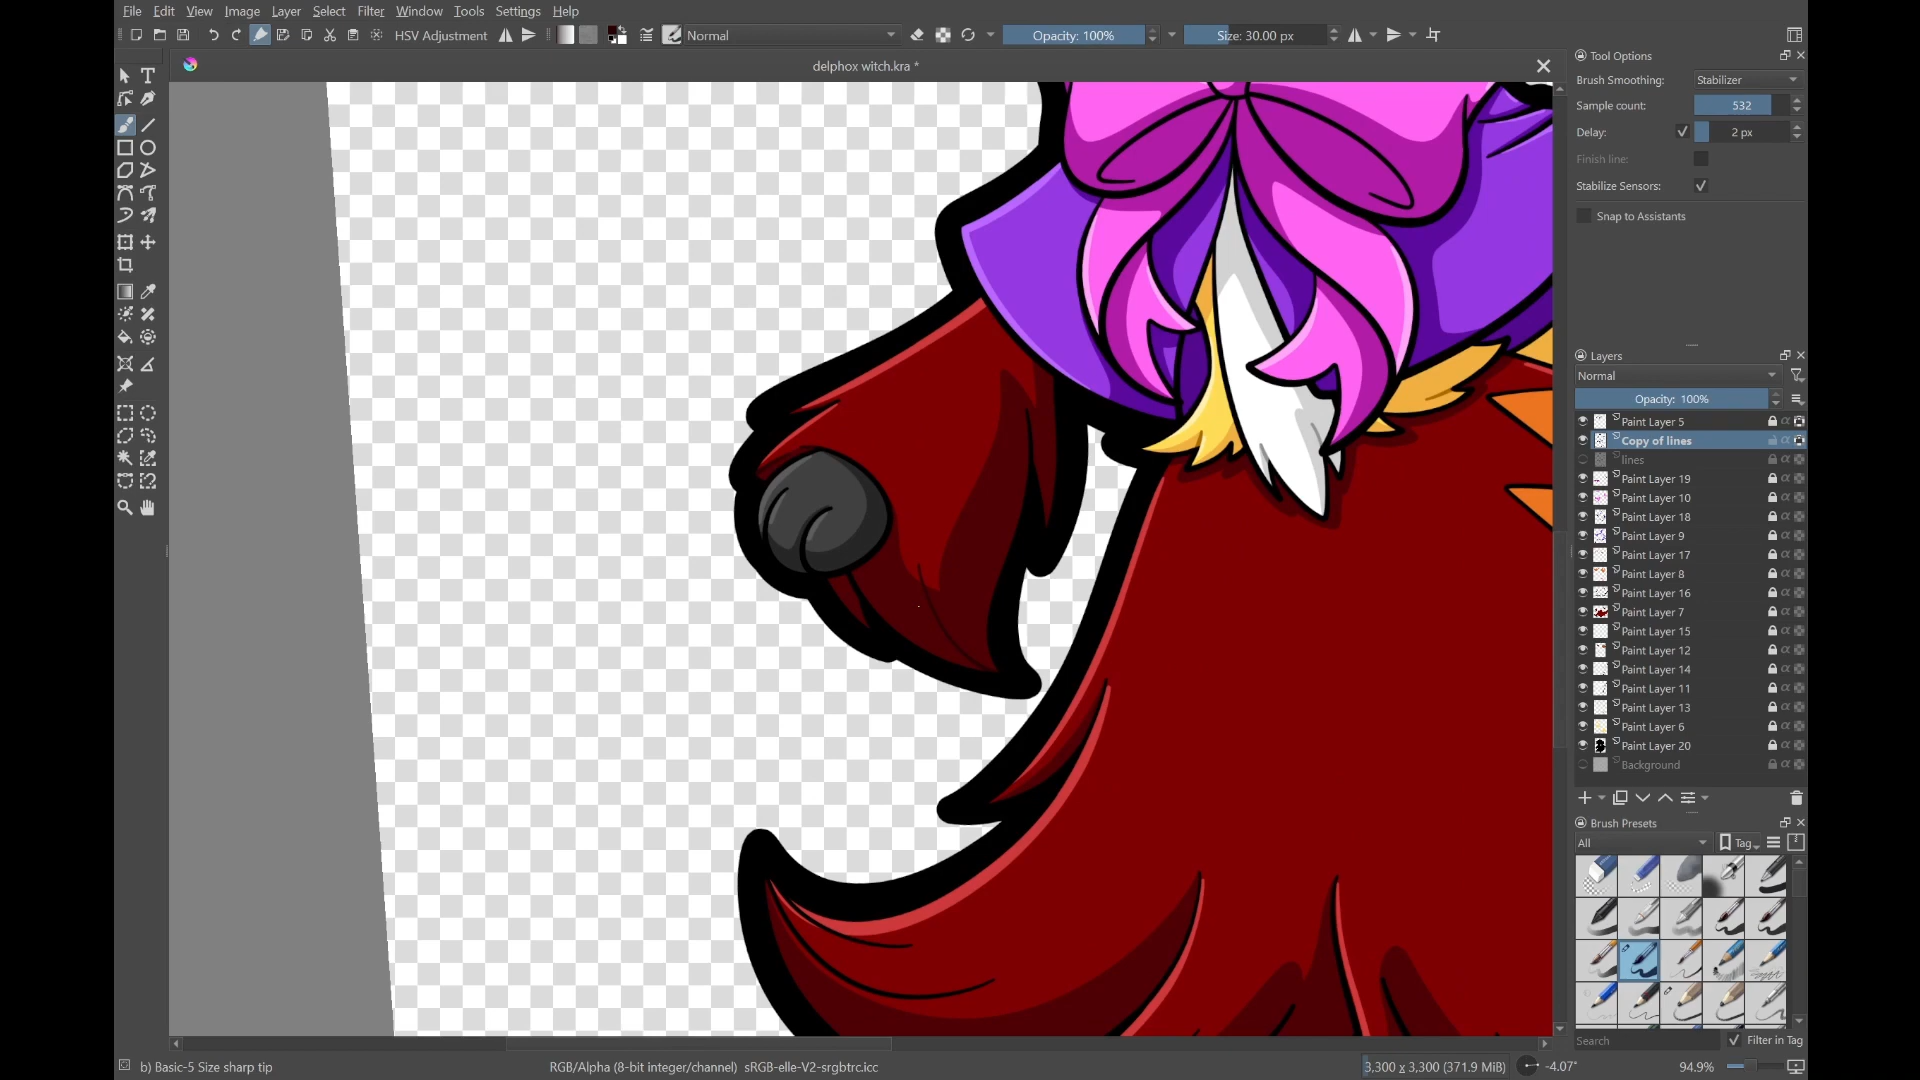 File Edit View Image Layer Select Filter Window Tools Settings Help
HSV Adjustment Normal Opacity: 100% Size: 30.00 px
delphox witch.kra *
Tool Options
Brush Smoothing: Stabilizer
Sample count: 532
Delay: 2 px
Finish line:
Stabilize Sensors:
Snap to Assistants
Layers
Normal
Opacity: 100%
Paint Layer 5
Copy of lines
lines
Paint Layer 19
Paint Layer 10
Paint Layer 18
Paint Layer 9
Paint Layer 17
Paint Layer 8
Paint Layer 16
Paint Layer 7
Paint Layer 15
Paint Layer 12
Paint Layer 14
Paint Layer 11
Paint Layer 13
Paint Layer 6
Paint Layer 20
Background
Brush Presets
All Tag
Search Filter in Tag
b) Basic-5 Size sharp tip RGB/Alpha (8-bit integer/channel) sRGB-elle-V2-srgbtrc.icc 3,300 x 3,300 (371.9 MiB) -4.07° 94.9%